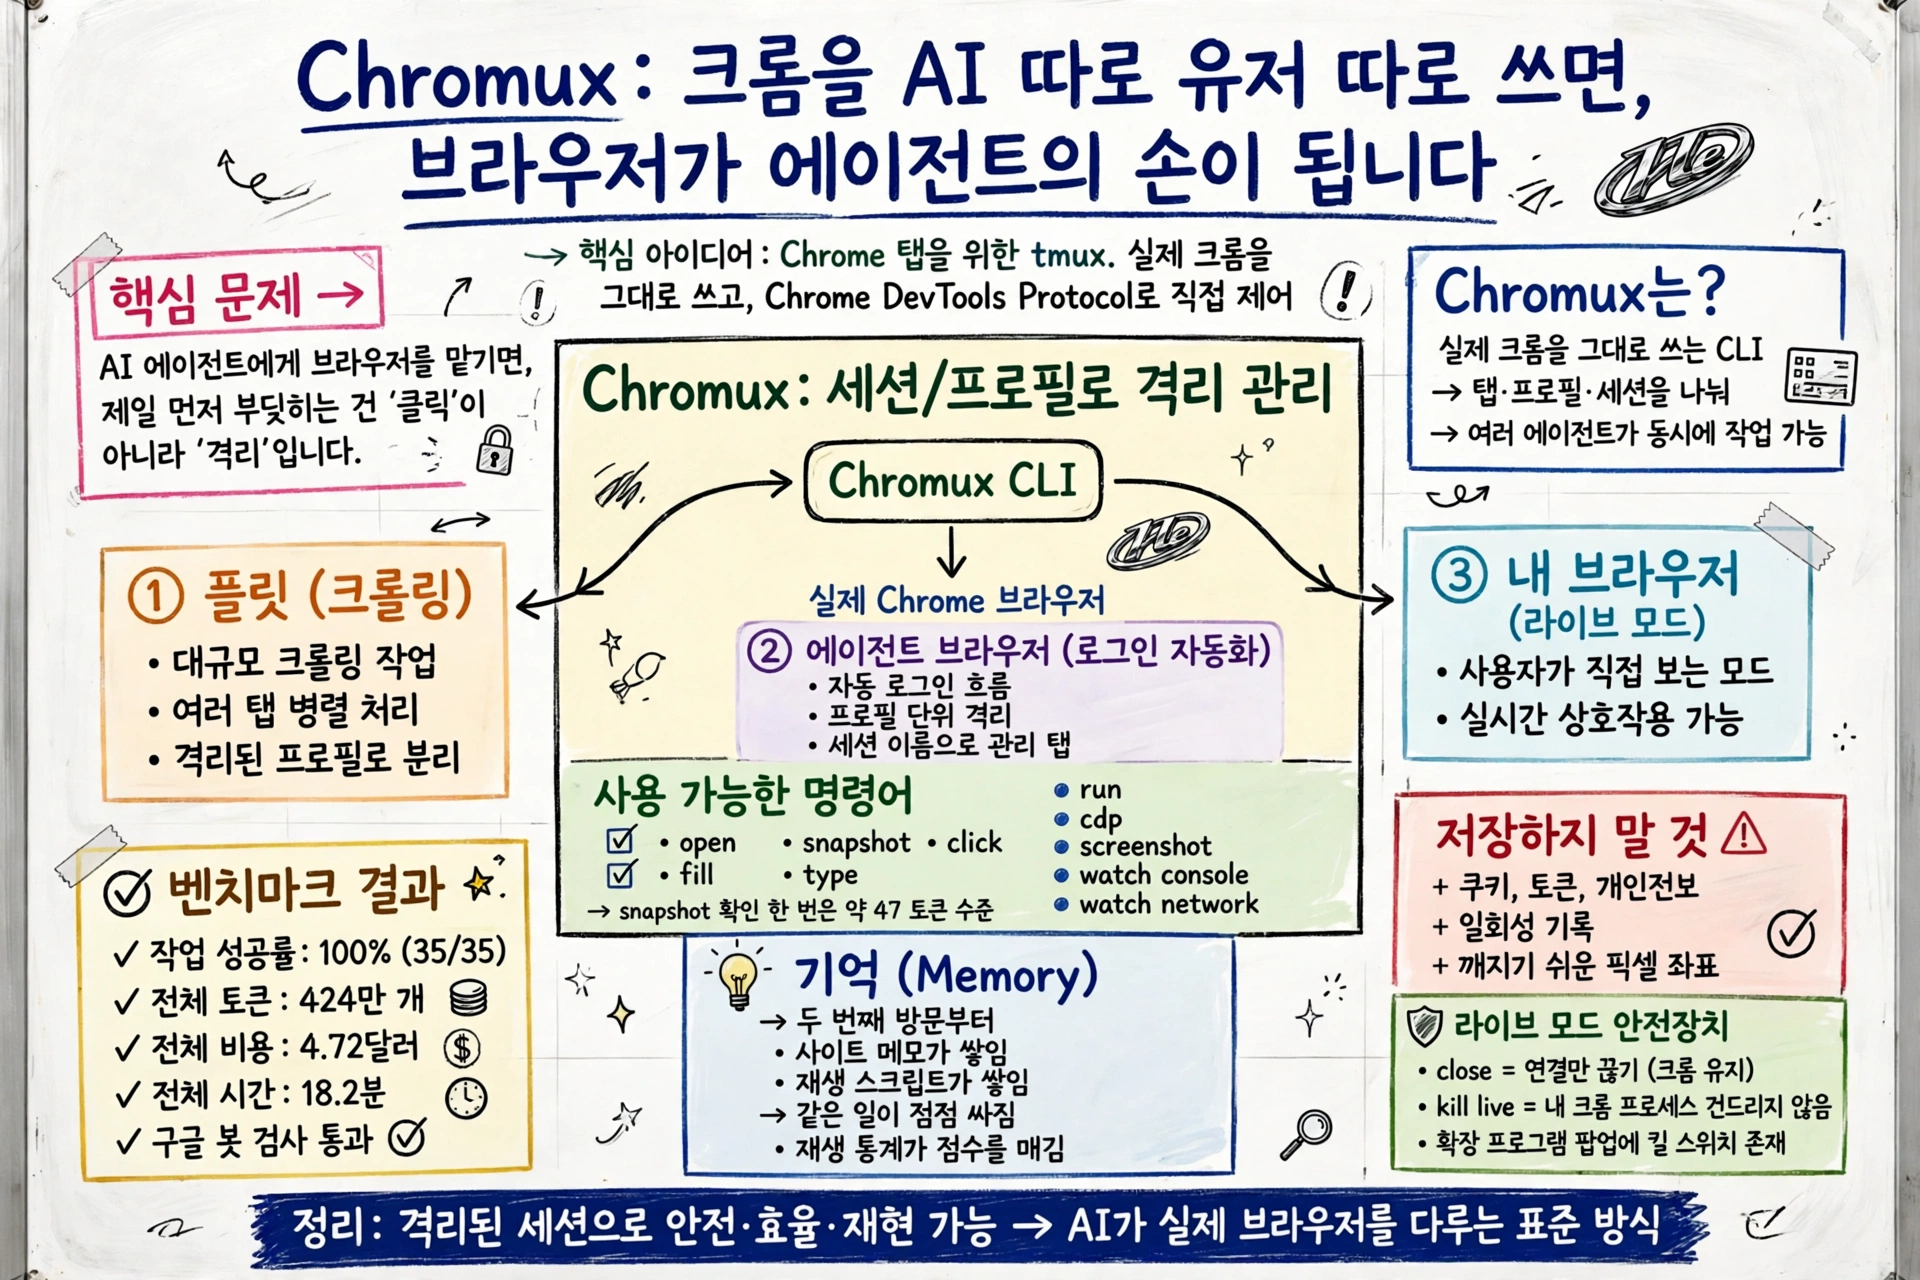 Chromux: 크롬을 AI 따로 유저 따로 쓰면,
브라우저가 에이전트의 손이 됩니다
→ 핵심 아이디어: Chrome 탭을 위한 tmux. 실제 크롬을
그대로 쓰고, Chrome DevTools Protocol로 직접 제어
핵심 문제 →
AI 에이전트에게 브라우저를 맡기면,
제일 먼저 부딪히는 건 '클릭'이
아니라 '격리'입니다.
Chromux는?
실제 크롬을 그대로 쓰는 CLI
→ 탭·프로필·세션을 나눠
→ 여러 에이전트가 동시에 작업 가능
Chromux: 세션/프로필로 격리 관리
Chromux CLI
실제 Chrome 브라우저
① 플릿 (크롤링)
• 대규모 크롤링 작업
• 여러 탭 병렬 처리
• 격리된 프로필로 분리
② 에이전트 브라우저 (로그인 자동화)
• 자동 로그인 흐름
• 프로필 단위 격리
• 세션 이름으로 관리 탭
③ 내 브라우저
(라이브 모드)
• 사용자가 직접 보는 모드
• 실시간 상호작용 가능
사용 가능한 명령어
• open • snapshot • click
• fill • type
→ snapshot 확인 한 번은 약 47 토큰 수준
run
cdp
screenshot
watch console
watch network
벤치마크 결과
✓ 작업 성공률: 100% (35/35)
✓ 전체 토큰: 424만 개
✓ 전체 비용: 4.72달러
$
✓ 전체 시간: 18.2분
✓ 구글 봇 검사 통과
기억 (Memory)
→ 두 번째 방문부터
• 사이트 메모가 쌓임
• 재생 스크립트가 쌓임
→ 같은 일이 점점 싸짐
• 재생 통계가 점수를 매김
저장하지 말 것
+ 쿠키, 토큰, 개인전보
+ 일회성 기록
+ 깨지기 쉬운 픽셀 좌표
라이브 모드 안전장치
• close = 연결만 끊기 (크롬 유지)
• kill live = 내 크롬 프로세스 건드리지 않음
• 확장 프로그램 팝업에 킬 스위치 존재
정리: 격리된 세션으로 안전·효율·재현 가능 → AI가 실제 브라우저를 다루는 표준 방식